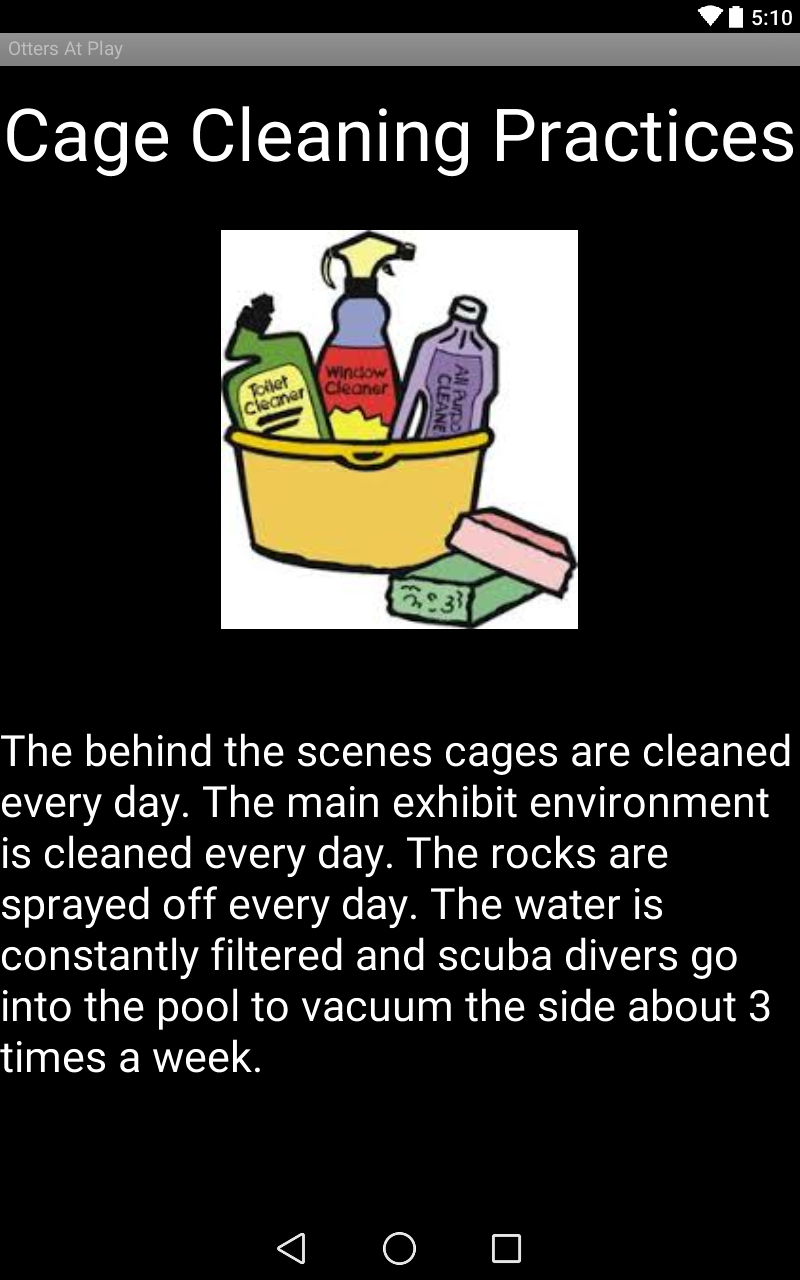 5:10
Otters At Play
Cage Cleaning Practices
Toilet
Cleaner
Window
Cleaner
All Purpo
CLEANE
The behind the scenes cages are cleaned
every day. The main exhibit environment
is cleaned every day. The rocks are
sprayed off every day. The water is
constantly filtered and scuba divers go
into the pool to vacuum the side about 3
times a week.